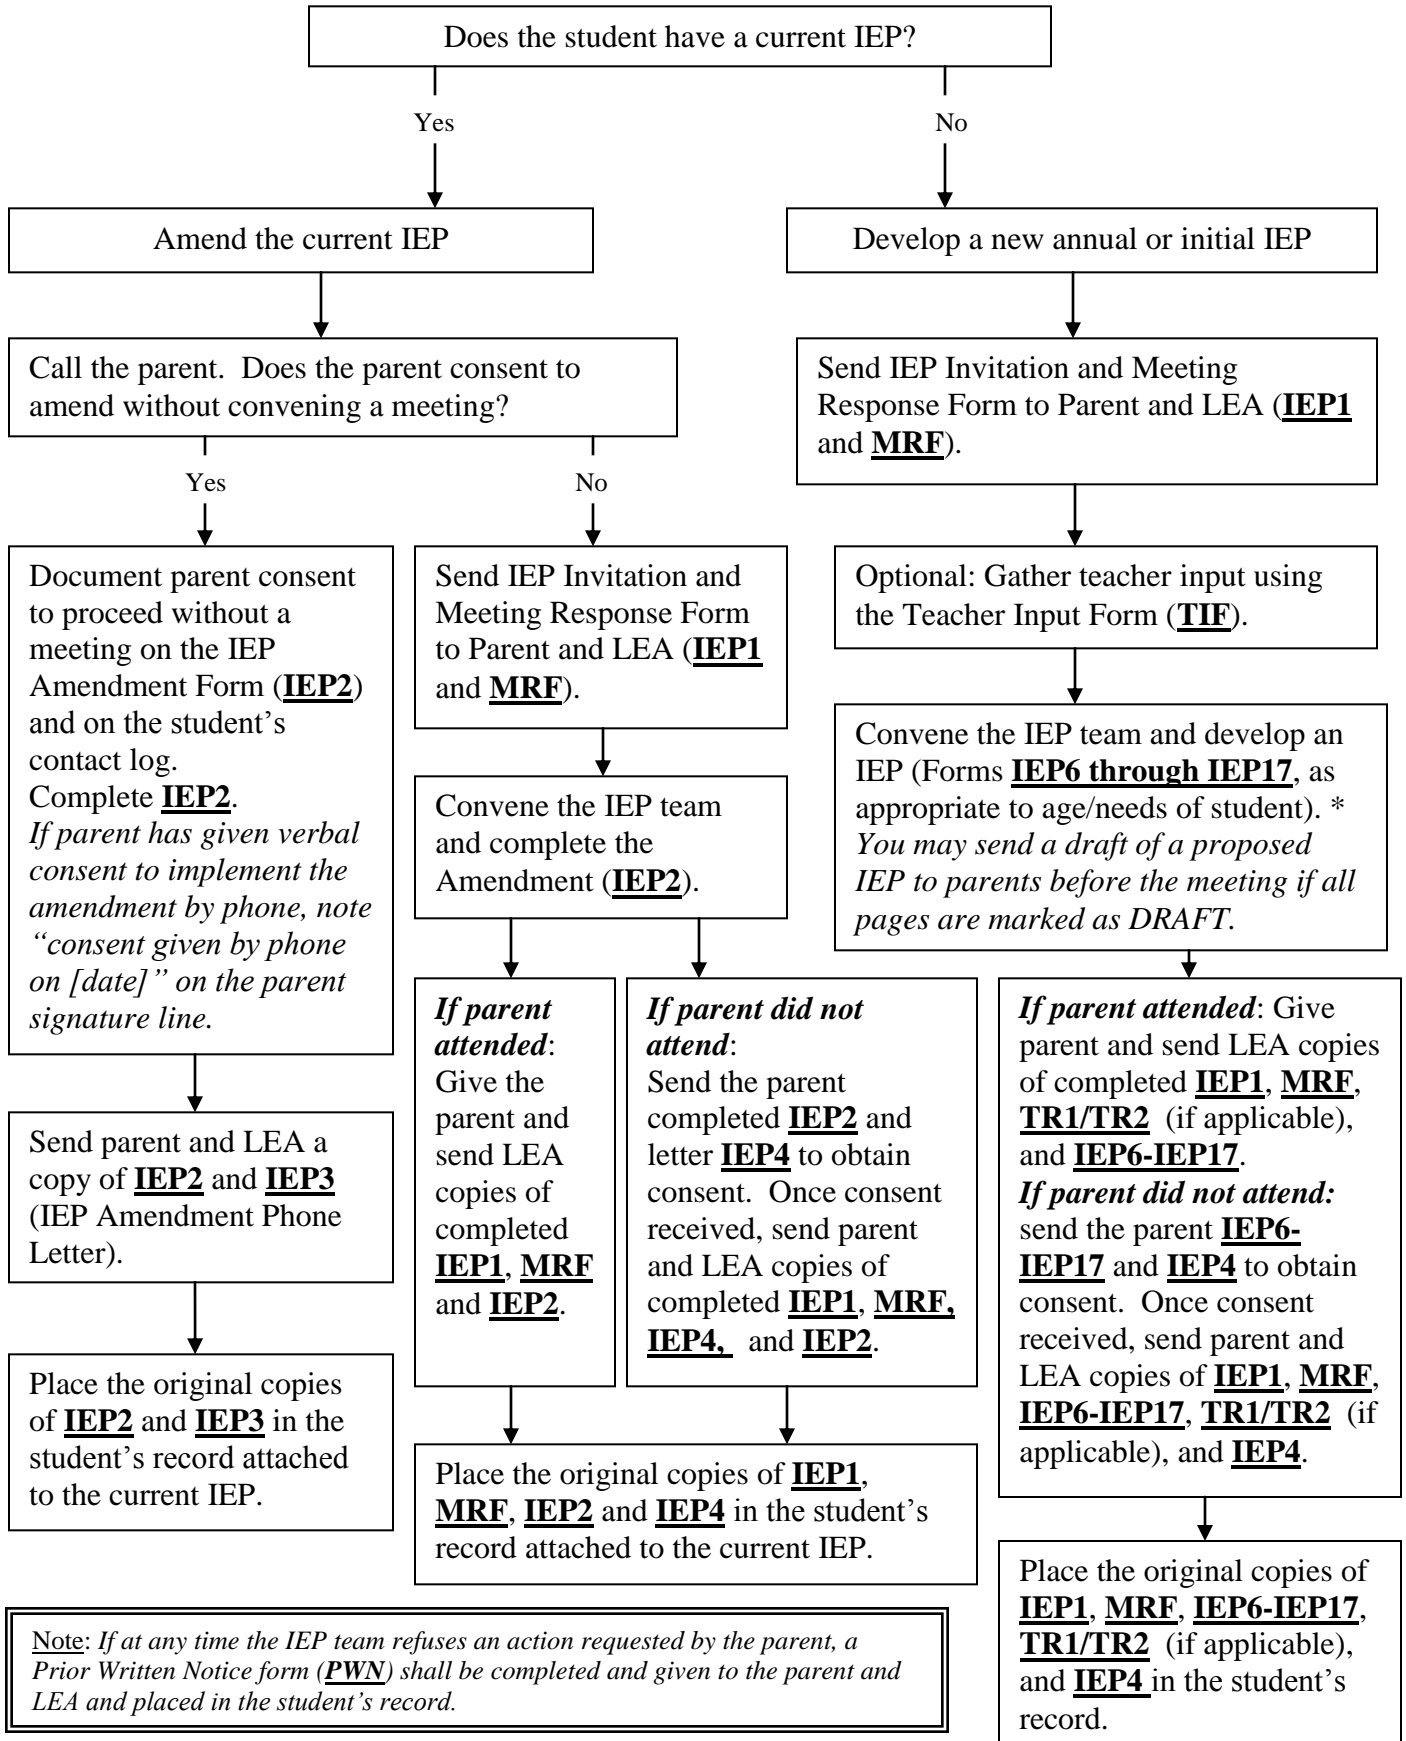 Does the student have a current IEP?
Yes
No
Amend the current IEP
Develop a new annual or initial IEP
Call the parent.  Does the parent consent to
amend without convening a meeting?
Send IEP Invitation and Meeting
Response Form to Parent and LEA (IEP1
and MRF).
Yes
No
Document parent consent
to proceed without a
meeting on the IEP
Amendment Form (IEP2)
and on the student’s
contact log.
Complete IEP2.
If parent has given verbal
consent to implement the
amendment by phone, note
“consent given by phone
on [date]” on the parent
signature line.
Send IEP Invitation and
Meeting Response Form
to Parent and LEA (IEP1
and MRF).
Optional: Gather teacher input using
the Teacher Input Form (TIF).
Convene the IEP team and develop an
IEP (Forms IEP6 through IEP17, as
appropriate to age/needs of student). *
You may send a draft of a proposed
IEP to parents before the meeting if all
pages are marked as DRAFT.
Convene the IEP team
and complete the
Amendment (IEP2).
If parent
attended:
Give the
parent and
send LEA
copies of
completed
IEP1, MRF
and IEP2.
If parent did not
attend:
Send the parent
completed IEP2 and
letter IEP4 to obtain
consent.  Once consent
received, send parent
and LEA copies of
completed IEP1, MRF,
IEP4,  and IEP2.
If parent attended: Give
parent and send LEA copies
of completed IEP1, MRF,
TR1/TR2  (if applicable),
and IEP6-IEP17.
If parent did not attend:
send the parent IEP6-
IEP17 and IEP4 to obtain
consent.  Once consent
received, send parent and
LEA copies of IEP1, MRF,
IEP6-IEP17, TR1/TR2  (if
applicable), and IEP4.
Send parent and LEA a
copy of IEP2 and IEP3
(IEP Amendment Phone
Letter).
Place the original copies
of IEP2 and IEP3 in the
student’s record attached
to the current IEP.
Place the original copies of IEP1,
MRF, IEP2 and IEP4 in the student’s
record attached to the current IEP.
Place the original copies of
IEP1, MRF, IEP6-IEP17,
TR1/TR2  (if applicable),
and IEP4 in the student’s
record.
Note: If at any time the IEP team refuses an action requested by the parent, a
Prior Written Notice form (PWN) shall be completed and given to the parent and
LEA and placed in the student’s record.